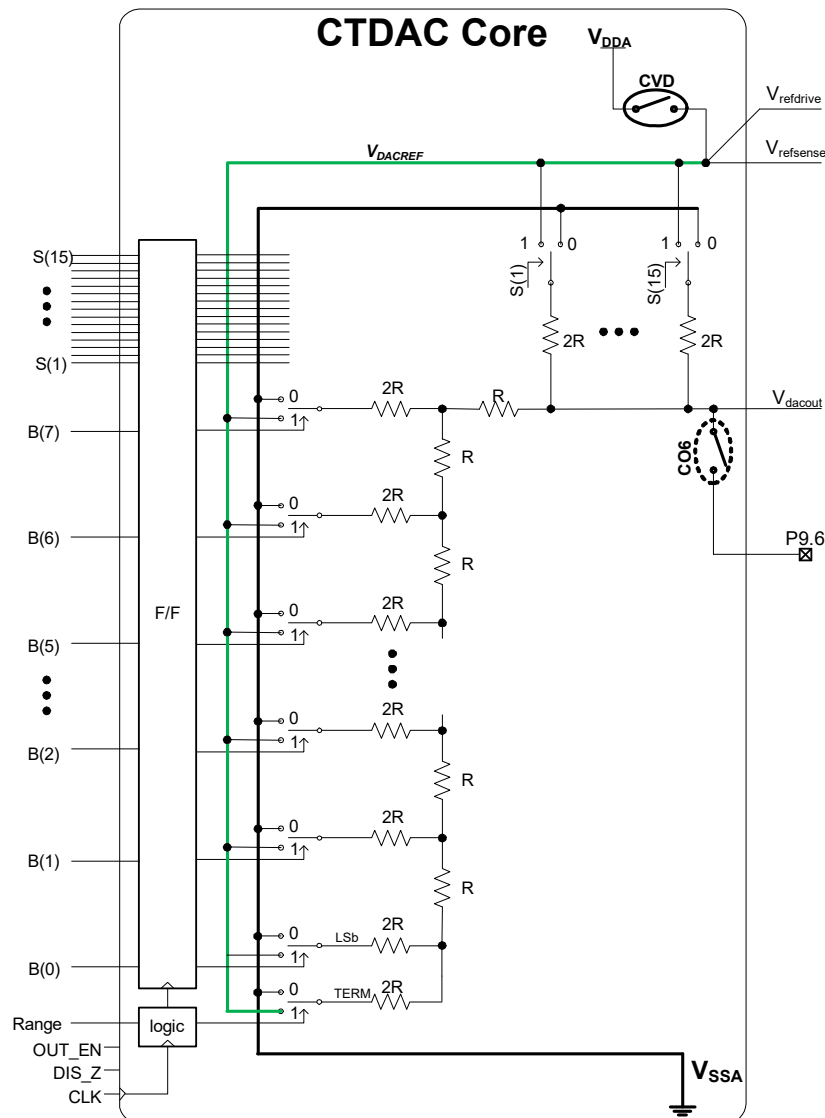 CTDAC Core
VDDA
CVD
Vrefdrive
VDACREF
Vrefsense
1 0 1 0
S(15)
S(1)
S(15)
S(1)
2R 2R
0
2R
R
Vdacout
1
B(7)
R
CO6
0
2R
1
B(6)
P9.6
R
F/F
0
2R
1
B(5)
0
2R
1
B(2)
R
0
2R
1
B(1)
R
0
LSb
2R
1
B(0)
0
TERM
2R
1
Range
logic
OUT_EN
DIS_Z
CLK
VSSA